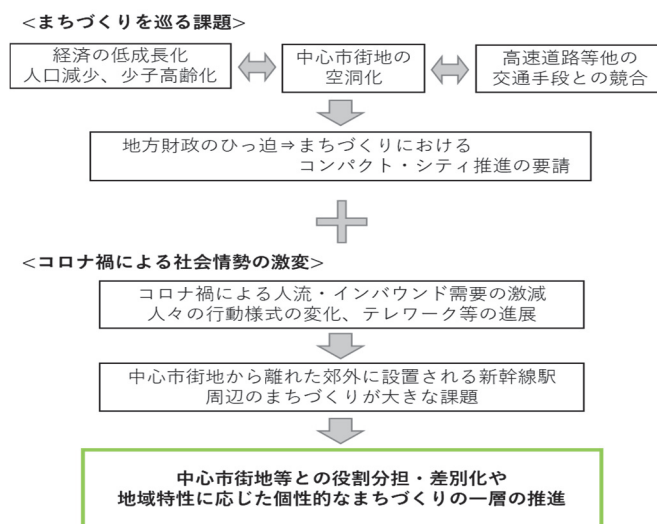 <まちづくりを巡る課題>
経済の低成長化
人口減少、少子高齢化
中心市街地の
空洞化
高速道路等他の
交通手段との競合
地方財政のひっ迫⇒まちづくりにおける
コンパクト・シティ推進の要請
<コロナ禍による社会情勢の激変>
コロナ禍による人流・インバウンド需要の激減
人々の行動様式の変化、テレワーク等の進展
中心市街地から離れた郊外に設置される新幹線駅
周辺のまちづくりが大きな課題
中心市街地等との役割分担・差別化や
地域特性に応じた個性的なまちづくりの一層の推進